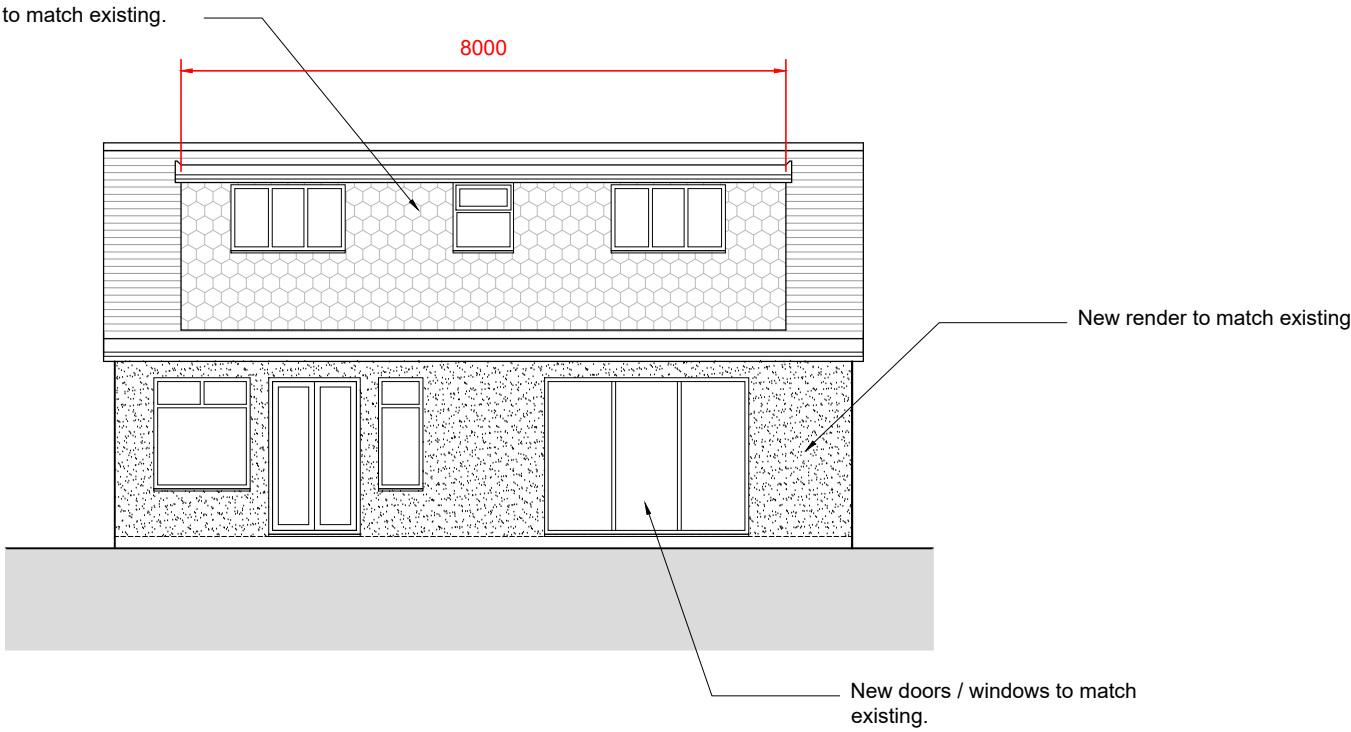 to match existing.
8000
New render to match existing
New doors / windows to match
existing.